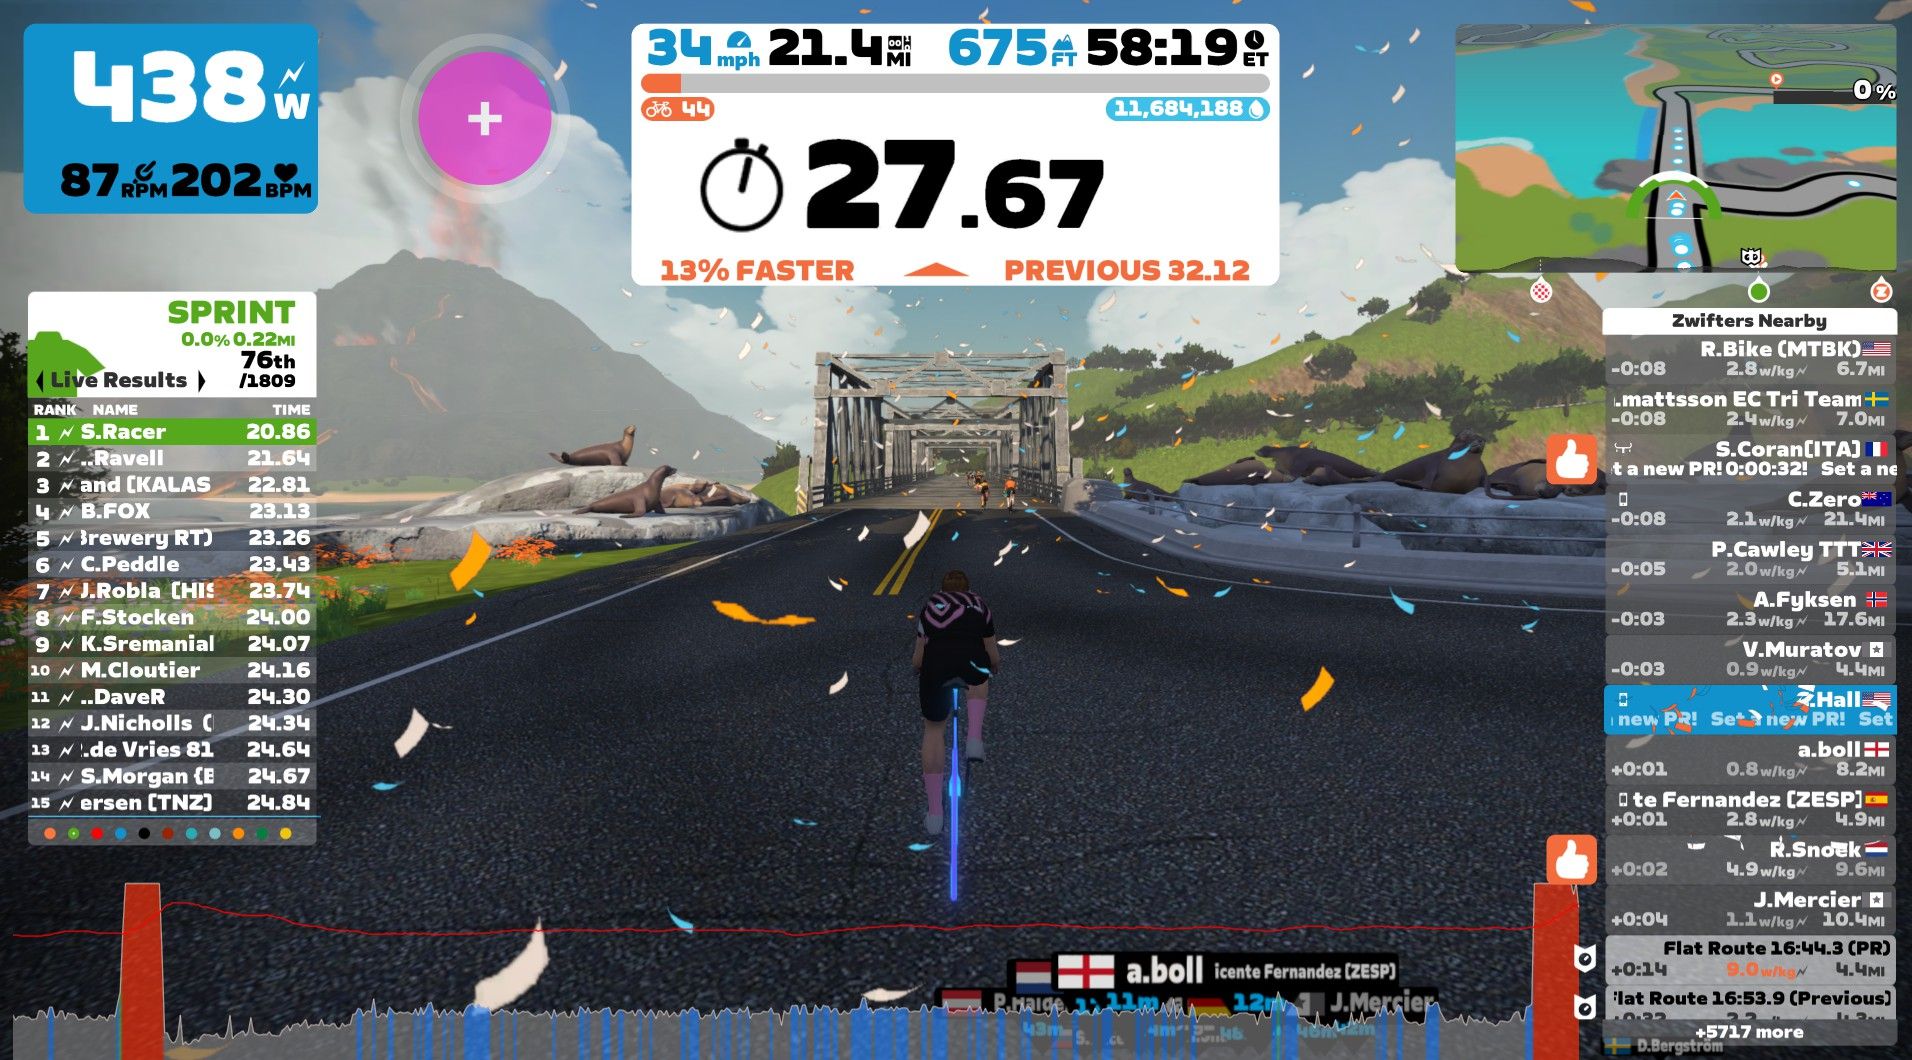 438 W
87 RPM 202 BPM
34 mph 21.4 MI 675 FT 58:19 ET
44
11,684,188
27.67
13% FASTER
PREVIOUS 32.12
0%
SPRINT
0.0% 0.22MI
76th
/1809
Live Results
RANK NAME TIME
1 S.Racer 20.86
2 ..Ravell 21.64
3 and (KALAS 22.81
4 B.FOX 23.13
5 Brewery RT) 23.26
6 C.Peddle 23.43
7 J.Robla (HIS 23.74
8 F.Stocken 24.00
9 K.Sremanial 24.07
10 M.Cloutier 24.16
11 ..DaveR 24.30
12 J.Nicholls ( 24.34
13 .de Vries 81 24.64
14 S.Morgan 24.67
15 ersen (TNZ) 24.84
Zwifters Nearby
R.Bike (MTBK)
-0:08 2.8w/kg 6.7MI
.mattsson EC Tri Team
-0:08 2.4w/kg 7.0MI
S.Coran[ITA)
t a new PR! 0:00:32! Set a ne
C.Zero
-0:08 2.1w/kg 21.4MI
P.Cawley TTT
-0:05 2.0w/kg 5.1MI
A.Fyksen
-0:03 2.3w/kg 17.6MI
V.Muratov
-0:03 0.9w/kg 4.4MI
Z.Hall
new PR! Set a new PR! Set
a.boll
+0:01 0.8w/kg 8.2MI
te Fernandez (ZESP)
+0:01 2.8w/kg 4.9MI
R.Snoek
+0:02 4.9w/kg 9.6MI
J.Mercier
+0:04 1.1w/kg 10.4MI
Flat Route 16:44.3 (PR)
+0:14 9.0w/kg 4.4MI
lat Route 16:53.9 (Previous)
+5717 more
a.boll icente Fernandez (ZESP)
11m 12m J.Mercier
43m
D.Bergström